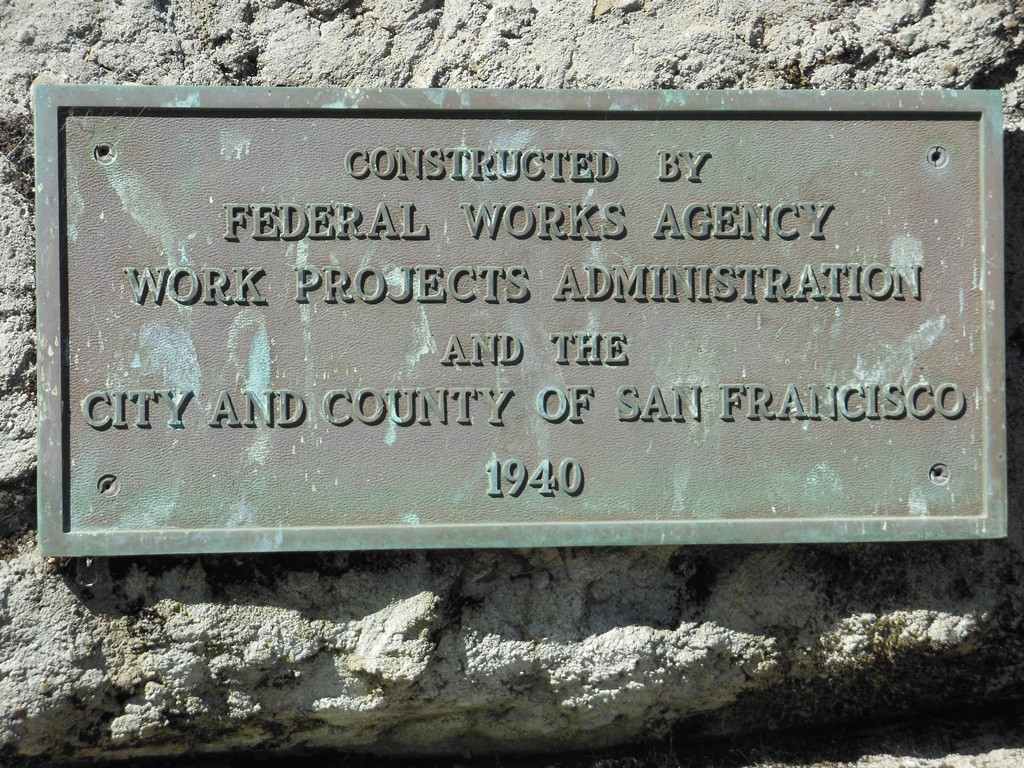 CONSTRUCTED BY
FEDERAL WORKS AGENCY
WORK PROJECTS ADMINISTRATION
AND THE
CITY AND COUNTY OF SAN FRANCISCO
1940